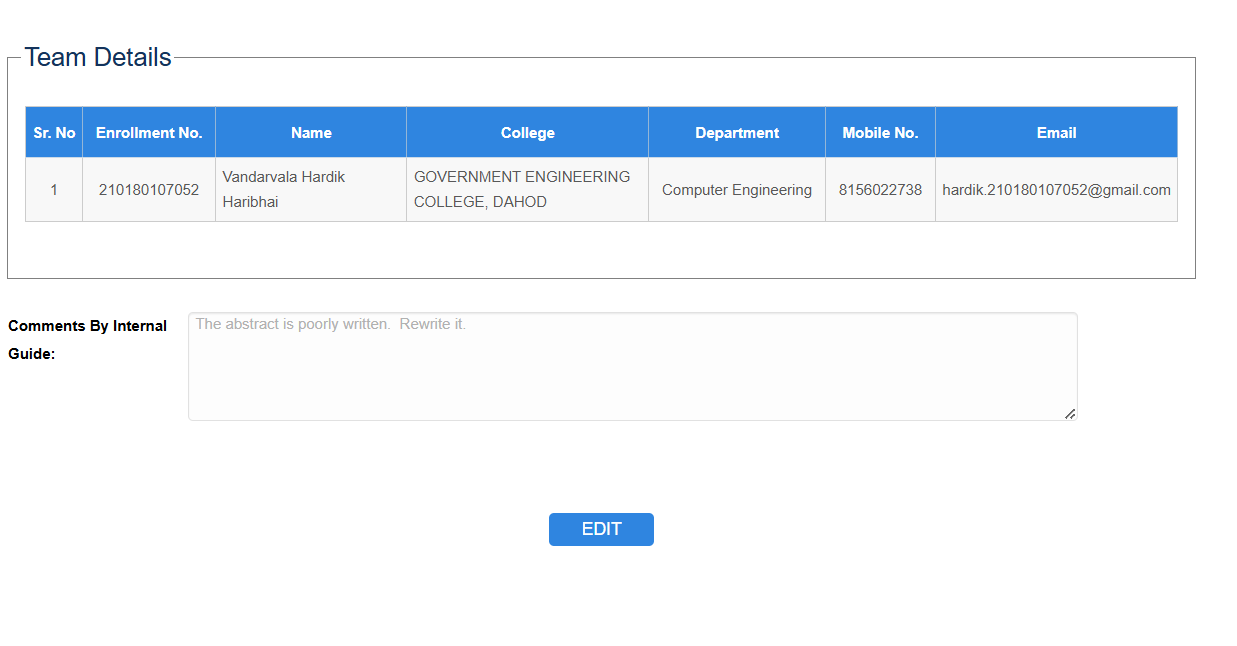 Team Details
Sr. No Enrollment No. Name College Department Mobile No. Email
1 210180107052 Vandarvala Hardik Haribhai GOVERNMENT ENGINEERING COLLEGE, DAHOD Computer Engineering 8156022738 hardik.210180107052@gmail.com
Comments By Internal Guide:
The abstract is poorly written.  Rewrite it.
EDIT